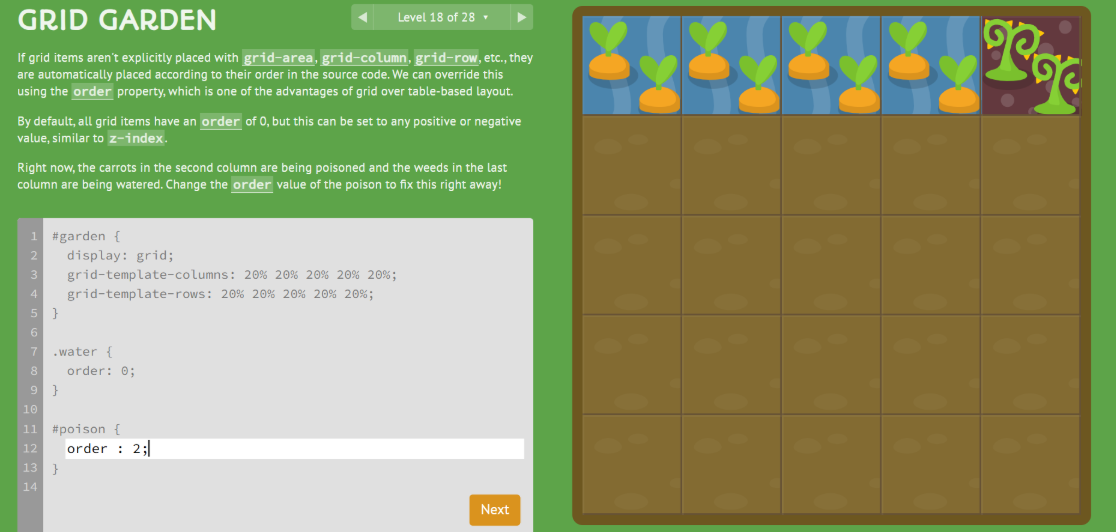 GRID GARDEN
◀ Level 18 of 28 ▾ ▶
If grid items aren't explicitly placed with grid-area, grid-column, grid-row, etc., they
are automatically placed according to their order in the source code. We can override this
using the order property, which is one of the advantages of grid over table-based layout.
By default, all grid items have an order of 0, but this can be set to any positive or negative
value, similar to z-index.
Right now, the carrots in the second column are being poisoned and the weeds in the last
column are being watered. Change the order value of the poison to fix this right away!
1 #garden {
2 display: grid;
3 grid-template-columns: 20% 20% 20% 20% 20%;
4 grid-template-rows: 20% 20% 20% 20% 20%;
5 }
6
7 .water {
8 order: 0;
9 }
10
11 #poison {
12 order : 2;
13 }
14
Next